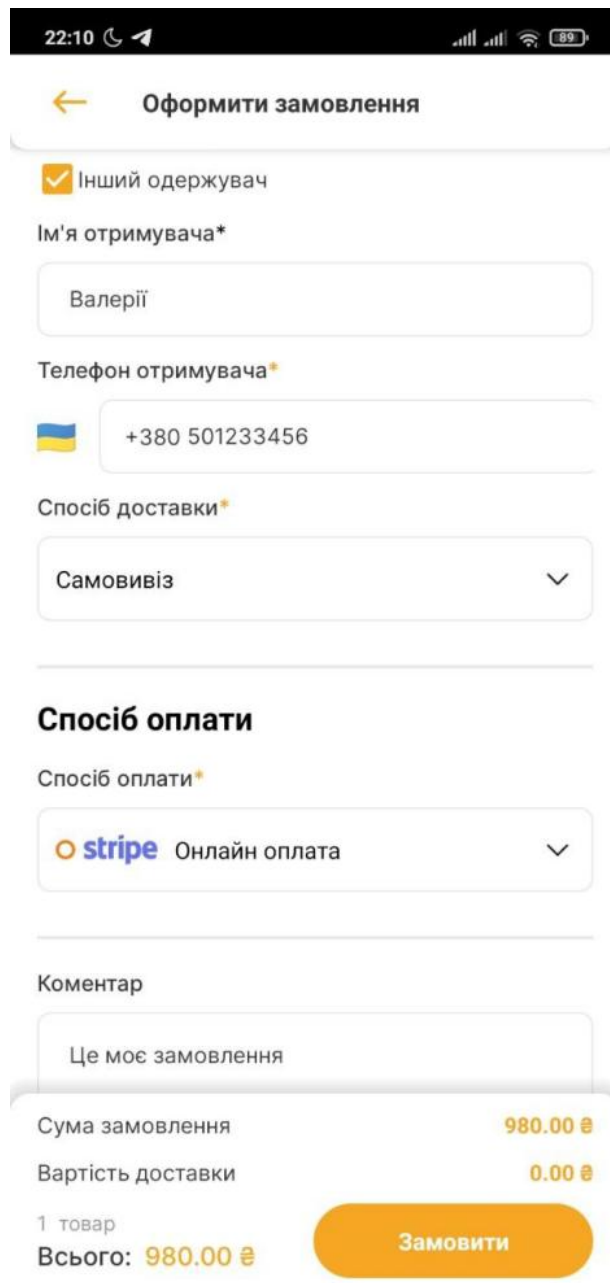 22:10 89
Оформити замовлення
Інший одержувач
Ім'я отримувача*
Валерії
Телефон отримувача*
+380 501233456
Спосіб доставки*
Самовивіз
Спосіб оплати
Спосіб оплати*
stripe Онлайн оплата
Коментар
Це моє замовлення
Сума замовлення 980.00 ₴
Вартість доставки 0.00 ₴
1 товар
Всього: 980.00 ₴
Замовити